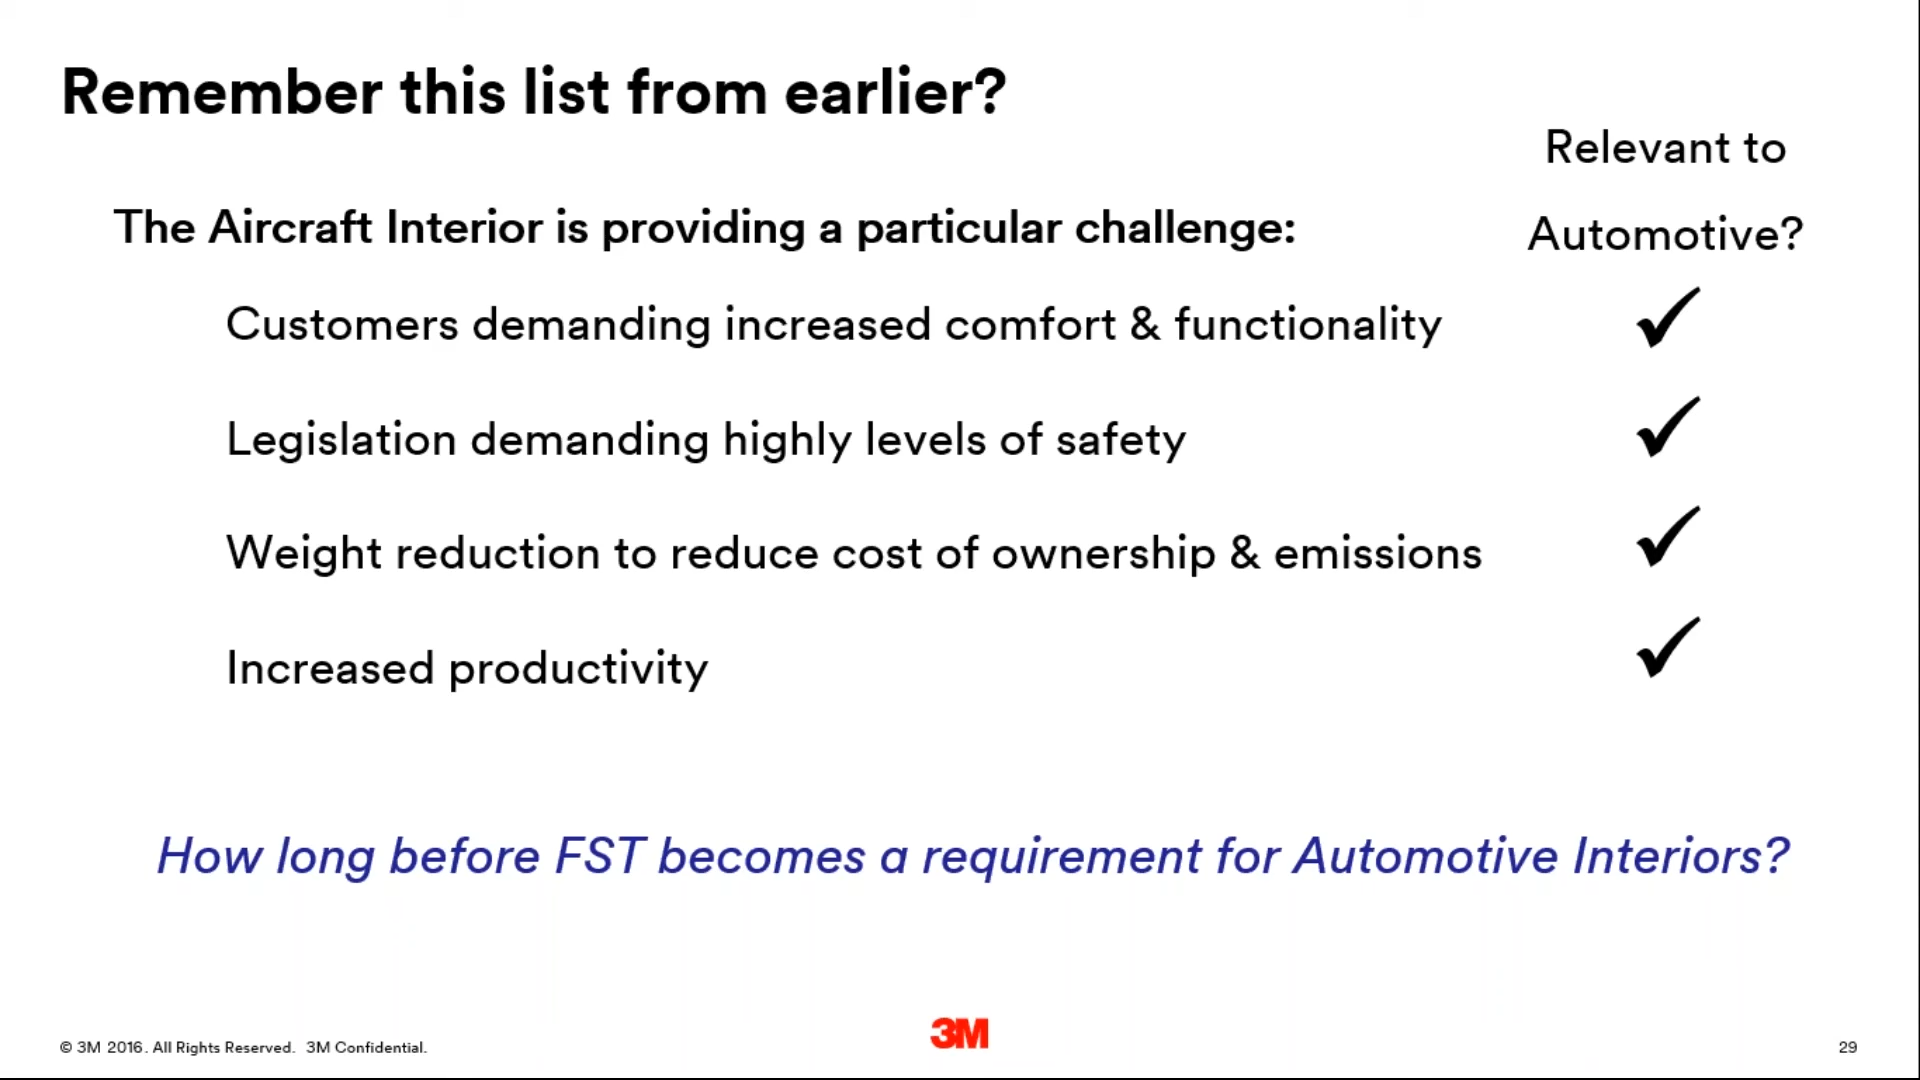 Remember this list from earlier?
Relevant to
Automotive?
The Aircraft Interior is providing a particular challenge:
Customers demanding increased comfort & functionality ✓
Legislation demanding highly levels of safety ✓
Weight reduction to reduce cost of ownership & emissions ✓
Increased productivity ✓
How long before FST becomes a requirement for Automotive Interiors?
© 3M 2016. All Rights Reserved. 3M Confidential.
3M
29